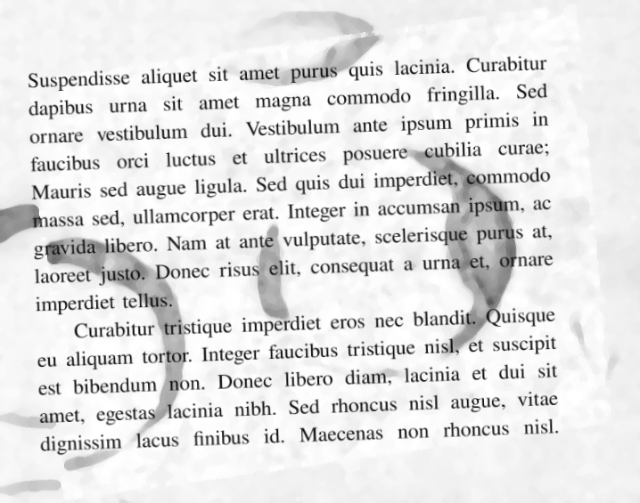 Suspendisse aliquet sit amet purus quis lacinia. Curabitur
dapibus urna sit amet magna commodo fringilla. Sed
ornare vestibulum dui. Vestibulum ante ipsum primis in
faucibus orci luctus et ultrices posuere cubilia curae;
Mauris sed augue ligula. Sed quis dui imperdiet, commodo
massa sed, ullamcorper erat. Integer in accumsan ipsum, ac
gravida libero. Nam at ante vulputate, scelerisque purus at,
laoreet justo. Donec risus elit, consequat a urna et, ornare
imperdiet tellus.
Curabitur tristique imperdiet eros nec blandit. Quisque
eu aliquam tortor. Integer faucibus tristique nisl, et suscipit
est bibendum non. Donec libero diam, lacinia et dui sit
amet, egestas lacinia nibh. Sed rhoncus nisl augue, vitae
dignissim lacus finibus id. Maecenas non rhoncus nisl.